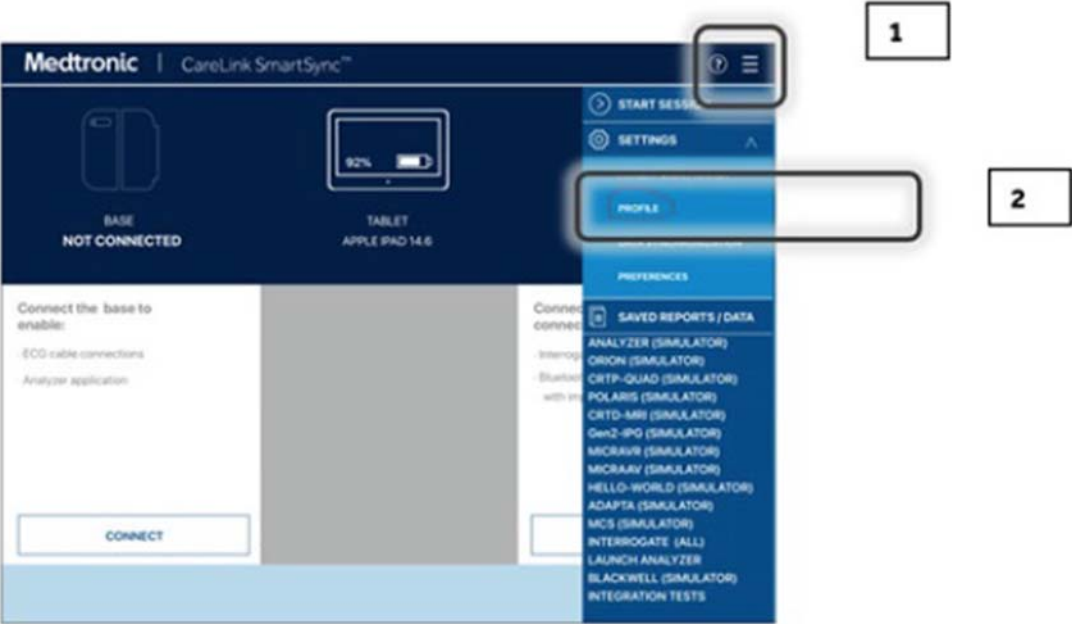 1
Medtronic | CareLink SmartSync™
START SESSI
92%
SETTINGS
PROFILE
2
BASE
NOT CONNECTED
TABLET
APPLE IPAD 14.6
PREFERENCES
Connect the base to
enable:
· ECG cable connections
· Analyzer application
CONNECT
Connec
connec
· Interrog
· Bluetoot
with im
SAVED REPORTS / DATA
ANALYZER (SIMULATOR)
ORION (SIMULATOR)
CRTP-QUAD (SIMULATOR)
POLARIS (SIMULATOR)
CRTD-MRI (SIMULATOR)
Gen2-IPG (SIMULATOR)
MICRAVR (SIMULATOR)
MICRAAV (SIMULATOR)
HELLO-WORLD (SIMULATOR)
ADAPTA (SIMULATOR)
MCS (SIMULATOR)
INTERROGATE (ALL)
LAUNCH ANALYZER
BLACKWELL (SIMULATOR)
INTEGRATION TESTS